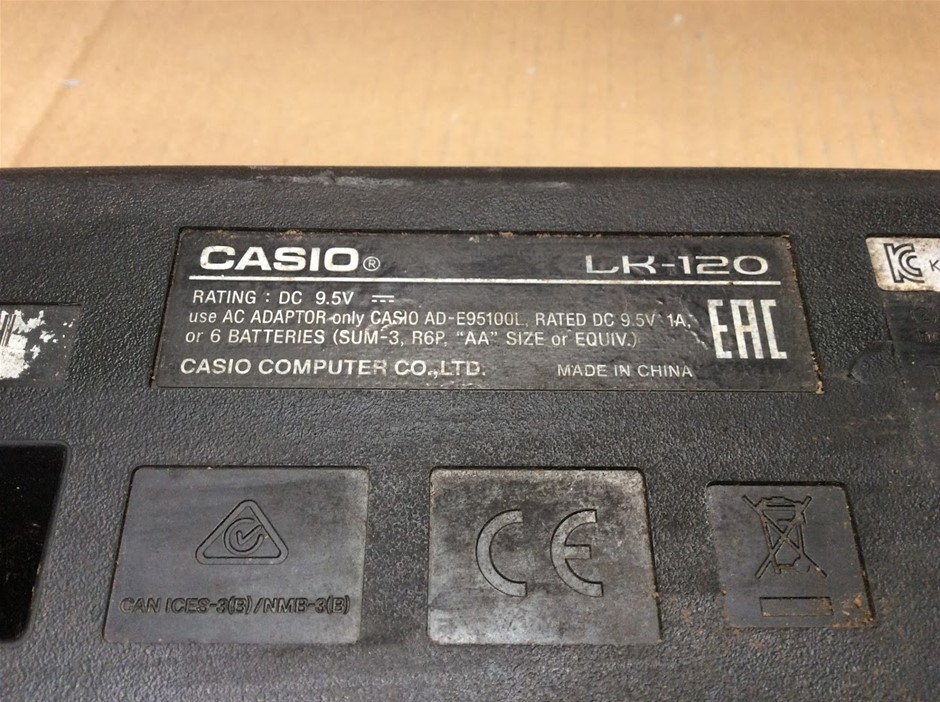 CASIO® LK-120
RATING : DC 9.5V ⎓
use AC ADAPTOR only CASIO AD-E95100L, RATED DC 9.5V 1A,
or 6 BATTERIES (SUM-3, R6P, “AA” SIZE or EQUIV.)
CASIO COMPUTER CO.,LTD. MADE IN CHINA
EAC
KC K
CAN ICES-3(B)/NMB-3(B)
CE